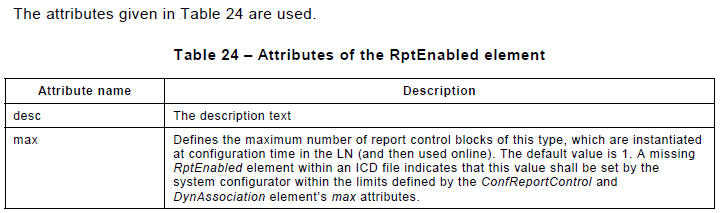 The attributes given in Table 24 are used.
Table 24 – Attributes of the RptEnabled element
Attribute name
Description
desc
The description text
max
Defines the maximum number of report control blocks of this type, which are instantiated
at configuration time in the LN (and then used online). The default value is 1. A missing
RptEnabled element within an ICD file indicates that this value shall be set by the
system configurator within the limits defined by the ConfReportControl and
DynAssociation element's max attributes.